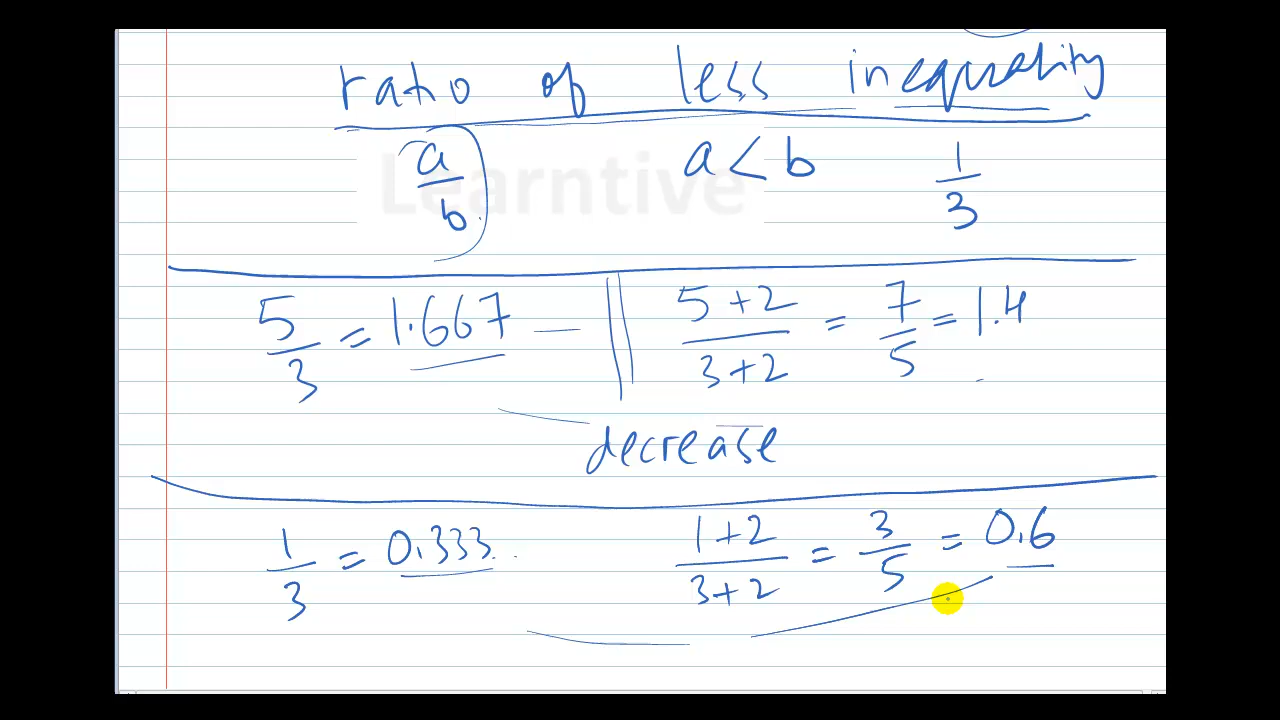 ratio of less inequality
a/b a < b 1/3
Learntive
5/3 = 1.667 — || (5+2)/(3+2) = 7/5 = 1.4
decrease
1/3 = 0.333... (1+2)/(3+2) = 3/5 = 0.6